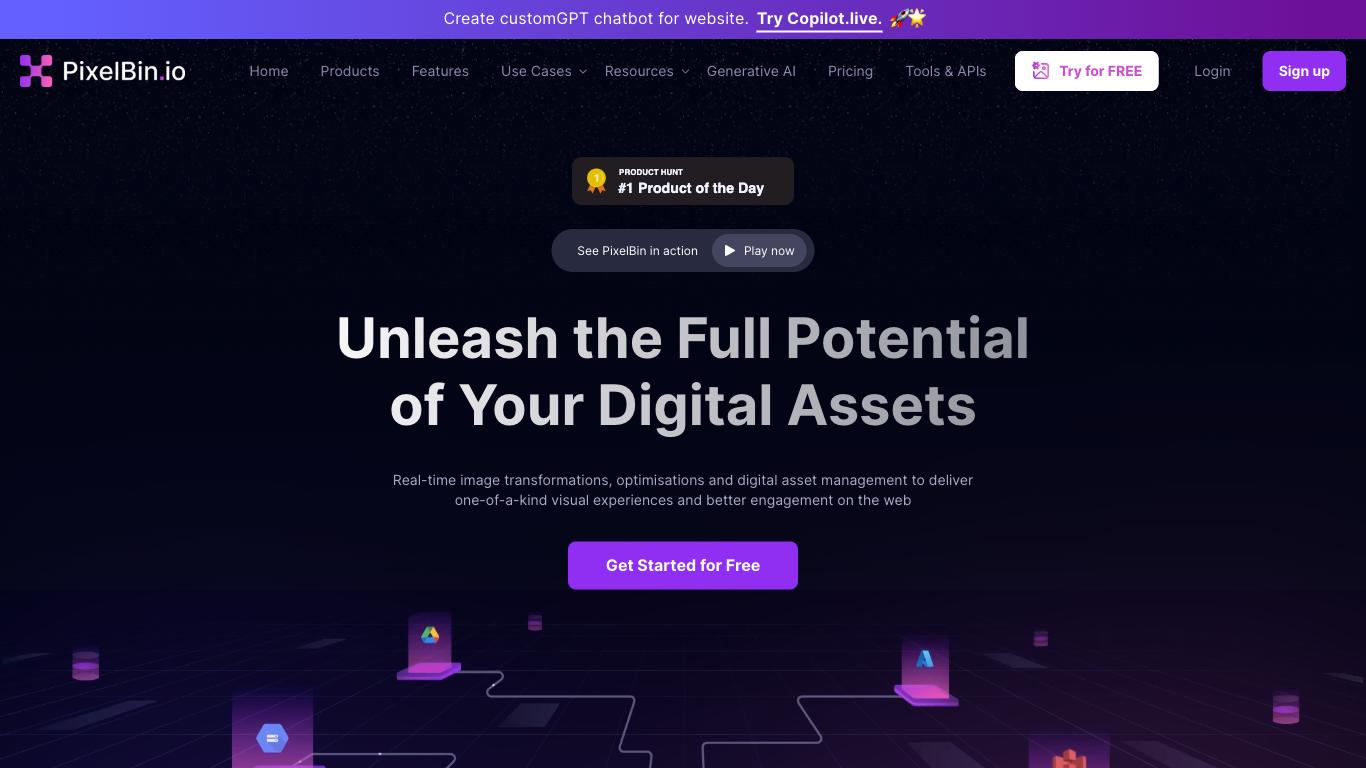 Create customGPT chatbot for website. Try Copilot.live. 🚀🌟
PixelBin.io
Home
Products
Features
Use Cases
Resources
Generative AI
Pricing
Tools & APIs
Try for FREE
Login
Sign up
1
PRODUCT HUNT
#1 Product of the Day
See PixelBin in action
Play now
Unleash the Full Potential
of Your Digital Assets
Real-time image transformations, optimisations and digital asset management to deliver
one-of-a-kind visual experiences and better engagement on the web
Get Started for Free